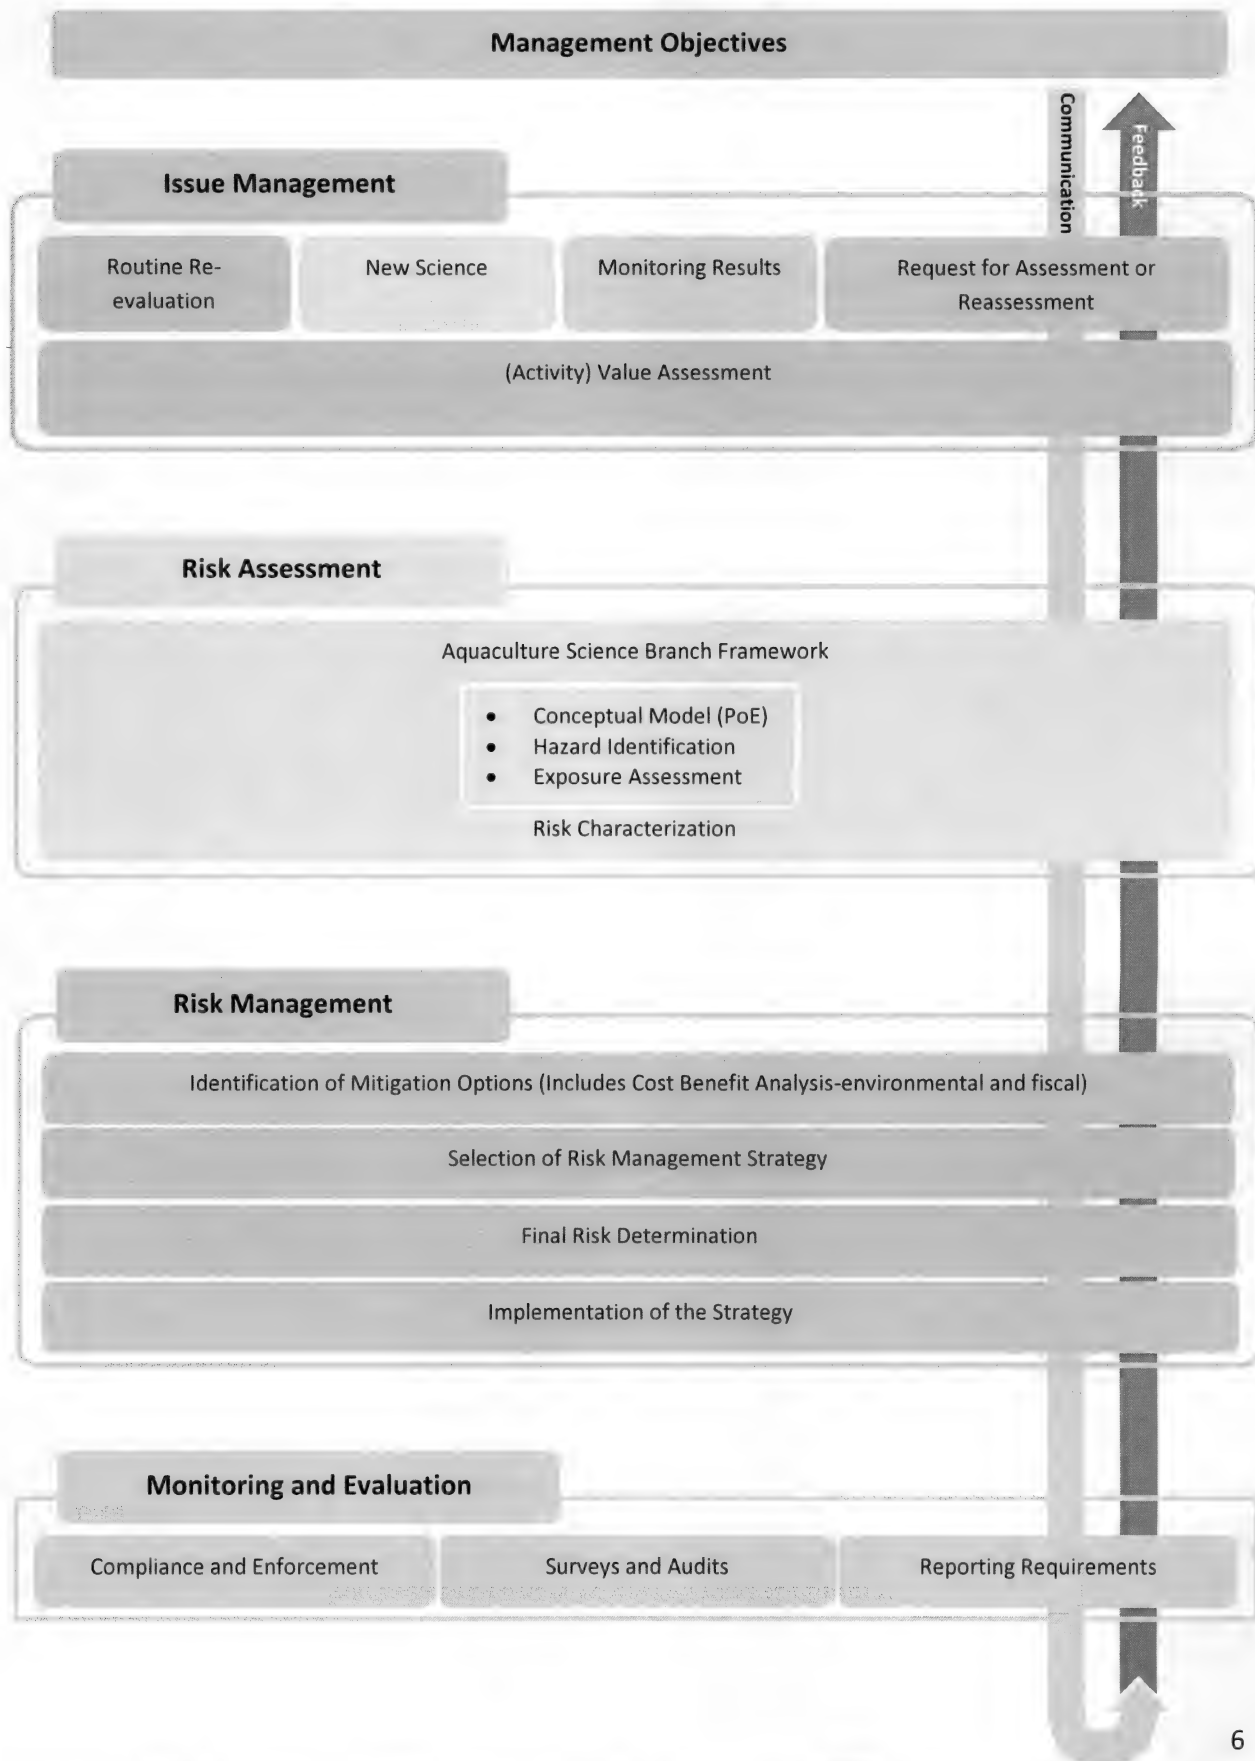 Management Objectives
Communication
Feedback
Issue Management
Routine Re-
evaluation
New Science
Monitoring Results
Request for Assessment or
Reassessment
(Activity) Value Assessment
Risk Assessment
Aquaculture Science Branch Framework
• Conceptual Model (PoE)
• Hazard Identification
• Exposure Assessment
Risk Characterization
Risk Management
Identification of Mitigation Options (Includes Cost Benefit Analysis-environmental and fiscal)
Selection of Risk Management Strategy
Final Risk Determination
Implementation of the Strategy
Monitoring and Evaluation
Compliance and Enforcement
Surveys and Audits
Reporting Requirements
6